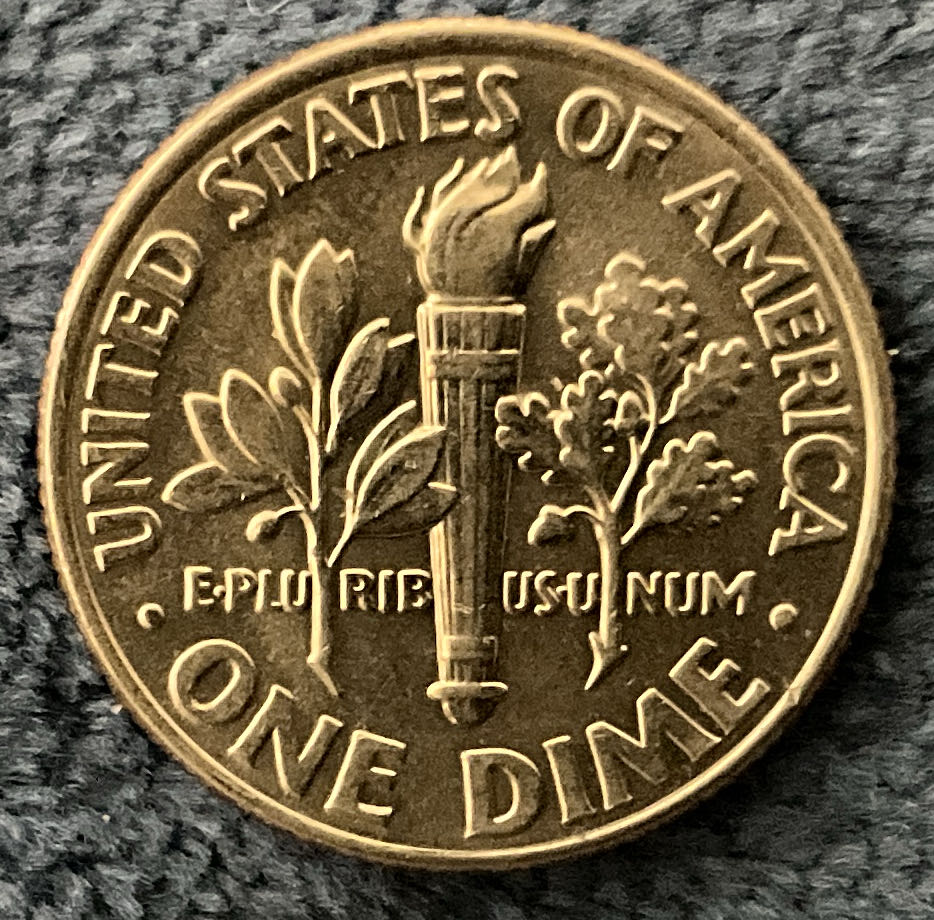 UNITED STATES OF AMERICA
E·PLURIBUS·UNUM
• ONE DIME •